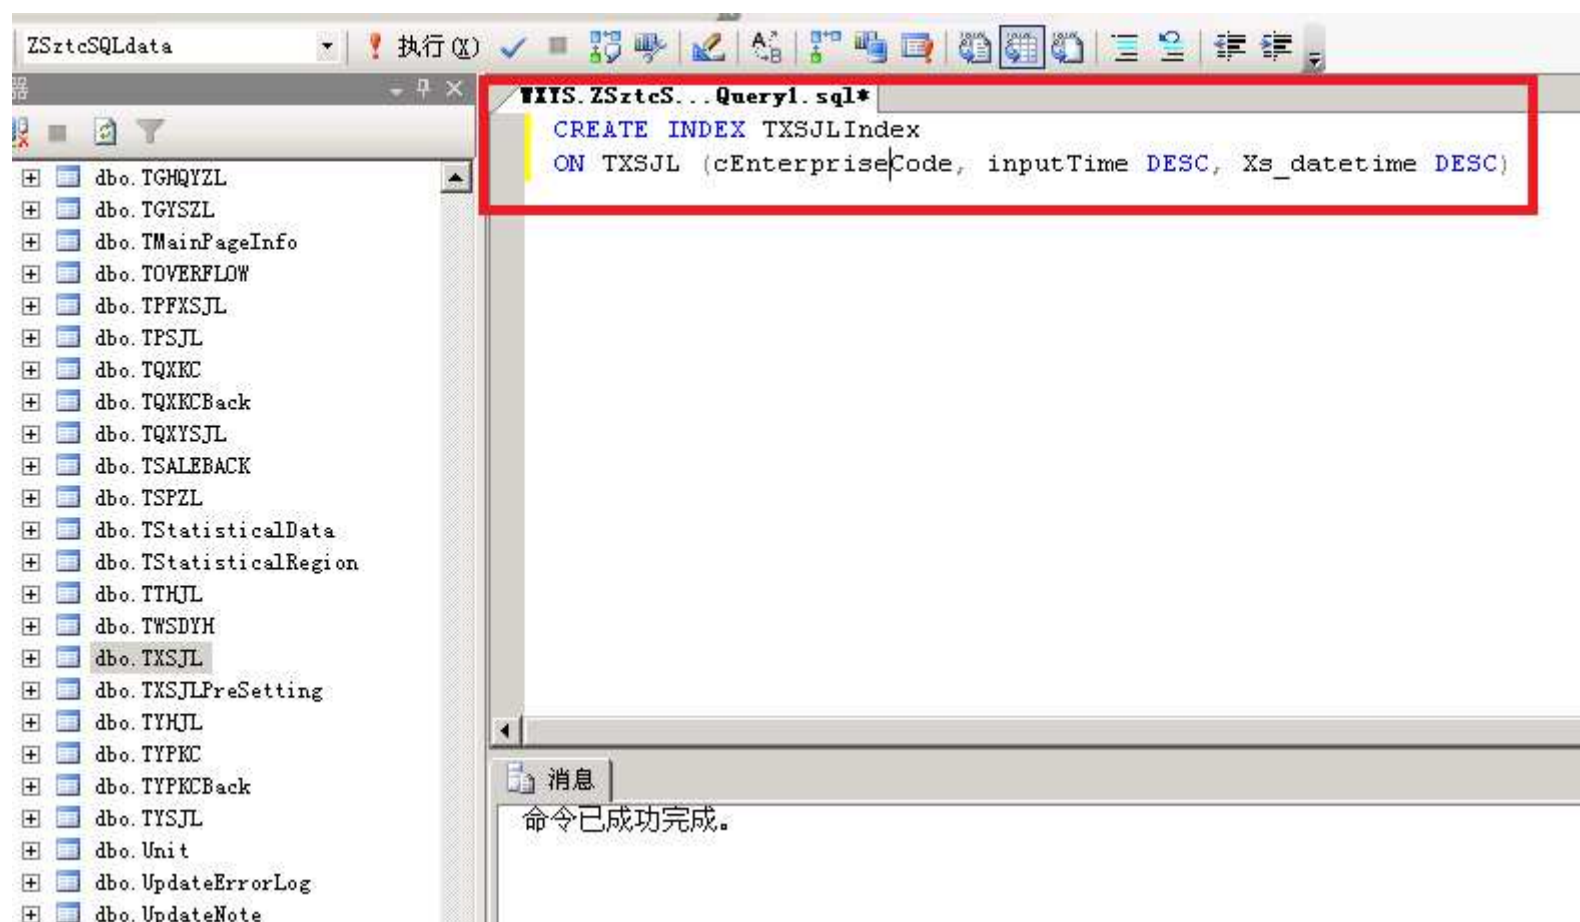 ZSztcSQLdata
执行(X)
器
WXYS.ZSztcS...Query1.sql*
CREATE INDEX TXSJLIndex
ON TXSJL (cEnterpriseCode, inputTime DESC, Xs_datetime DESC)
dbo.TGHQYZL
dbo.TGYSZL
dbo.TMainPageInfo
dbo.TOVERFLOW
dbo.TPFXSJL
dbo.TPSJL
dbo.TQXKC
dbo.TQXKCBack
dbo.TQXYSJL
dbo.TSALEBACK
dbo.TSPZL
dbo.TStatisticalData
dbo.TStatisticalRegion
dbo.TTHJL
dbo.TWSDYH
dbo.TXSJL
dbo.TXSJLPreSetting
dbo.TYHJL
dbo.TYPKC
dbo.TYPKCBack
dbo.TYSJL
dbo.Unit
dbo.UpdateErrorLog
dbo.UpdateNote
消息
命令已成功完成。